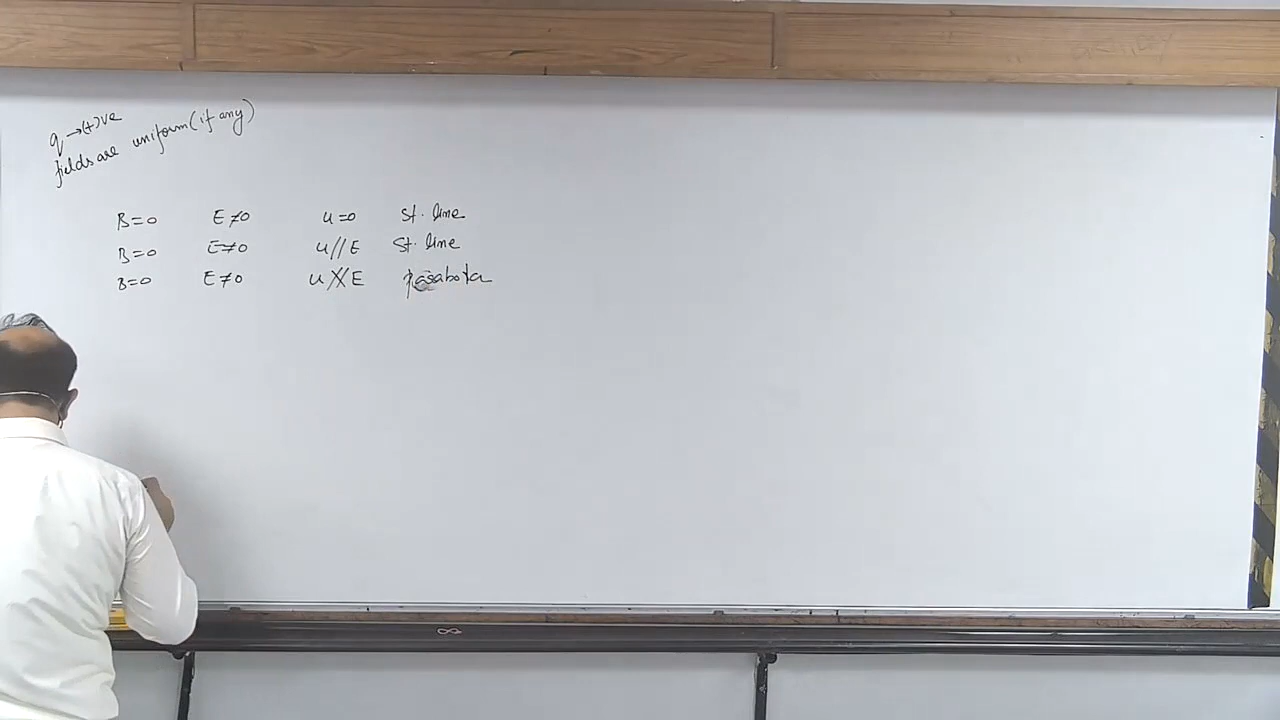 q → (+)ve
fields are uniform (if any)
B=0 E≠0 u=0 St. line
B=0 E≠0 u//E St. line
B=0 E≠0 u∦E parabola
∞